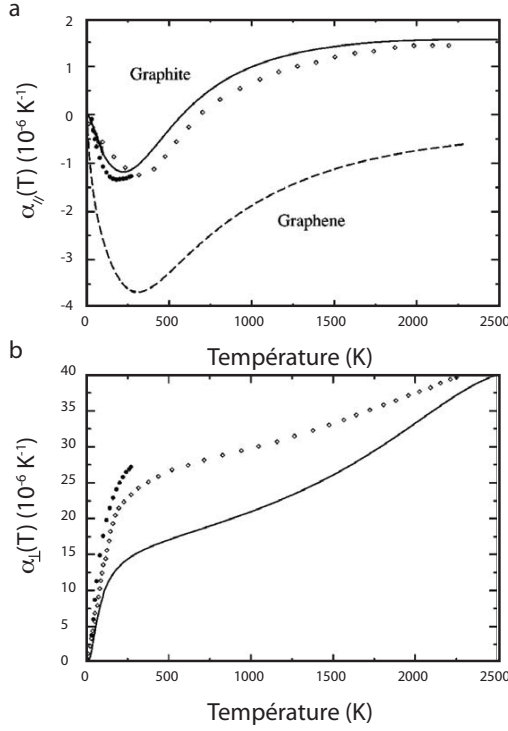 a
2
1
0
-1
-2
-3
-4
α//(T) (10⁻⁶ K⁻¹)
Graphite
Graphene
0 500 1000 1500 2000 2500
Température (K)
b
40
35
30
25
20
15
10
5
0
α⊥(T) (10⁻⁶ K⁻¹)
0 500 1000 1500 2000 2500
Température (K)